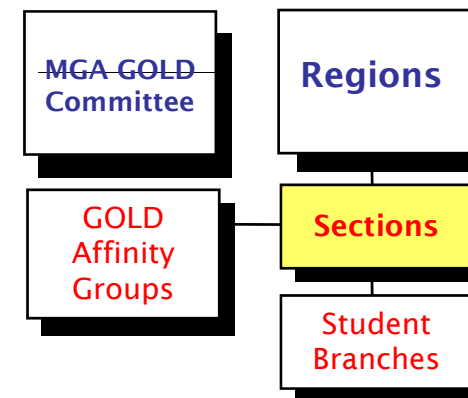 MGA GOLD
Committee
Regions
GOLD
Affinity
Groups
Sections
Student
Branches